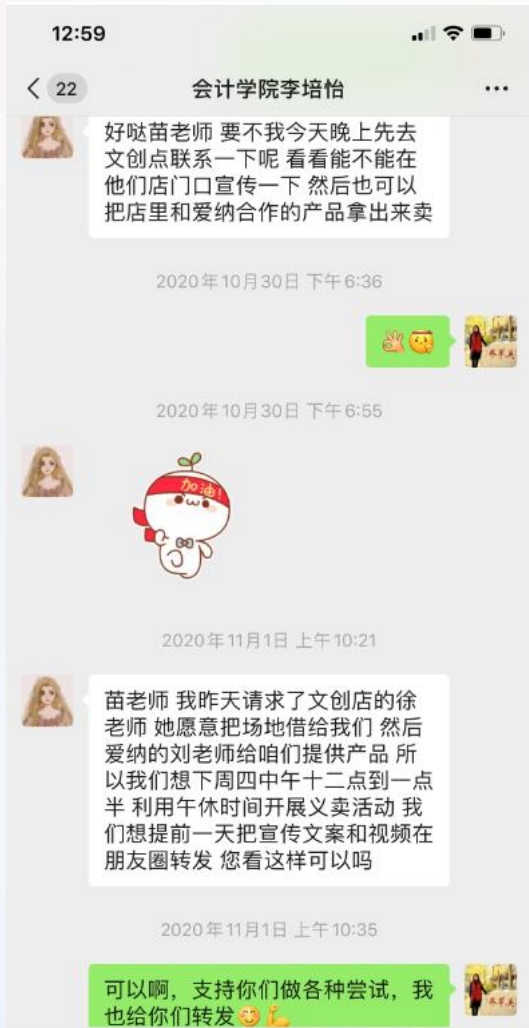 12:59
22
会计学院李培怡
好哒苗老师 要不我今天晚上先去
文创点联系一下呢 看看能不能在
他们店门口宣传一下 然后也可以
把店里和爱纳合作的产品拿出来卖
2020年10月30日 下午6:36
👌🏻🥰
2020年10月30日 下午6:55
加油!
2020年11月1日 上午10:21
苗老师 我昨天请求了文创店的徐
老师 她愿意把场地借给我们 然后
爱纳的刘老师给咱们提供产品 所
以我们想下周四中午十二点到一点
半 利用午休时间开展义卖活动 我
们想提前一天把宣传文案和视频在
朋友圈转发 您看这样可以吗
2020年11月1日 上午10:35
可以啊，支持你们做各种尝试，我
也给你们转发😊💪